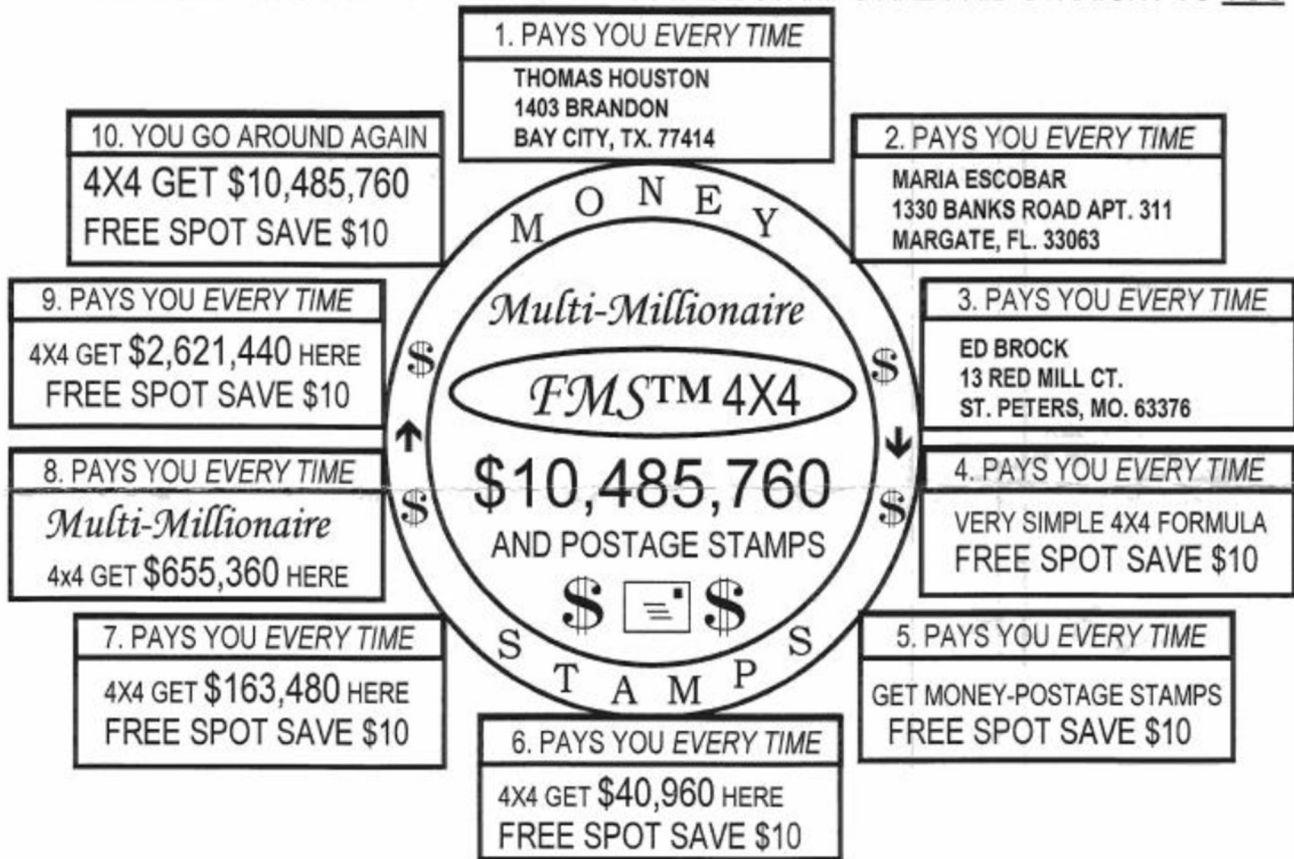 1. PAYS YOU EVERY TIME
THOMAS HOUSTON
1403 BRANDON
BAY CITY, TX. 77414
2. PAYS YOU EVERY TIME
MARIA ESCOBAR
1330 BANKS ROAD APT. 311
MARGATE, FL. 33063
3. PAYS YOU EVERY TIME
ED BROCK
13 RED MILL CT.
ST. PETERS, MO. 63376
4. PAYS YOU EVERY TIME
VERY SIMPLE 4X4 FORMULA
FREE SPOT SAVE $10
5. PAYS YOU EVERY TIME
GET MONEY-POSTAGE STAMPS
FREE SPOT SAVE $10
6. PAYS YOU EVERY TIME
4X4 GET $40,960 HERE
FREE SPOT SAVE $10
7. PAYS YOU EVERY TIME
4X4 GET $163,480 HERE
FREE SPOT SAVE $10
8. PAYS YOU EVERY TIME
Multi-Millionaire
4x4 GET $655,360 HERE
9. PAYS YOU EVERY TIME
4X4 GET $2,621,440 HERE
FREE SPOT SAVE $10
10. YOU GO AROUND AGAIN
4X4 GET $10,485,760
FREE SPOT SAVE $10
MONEY
$ $
$ $
STAMPS
Multi-Millionaire
FMS™ 4X4
$10,485,760
AND POSTAGE STAMPS
$ $